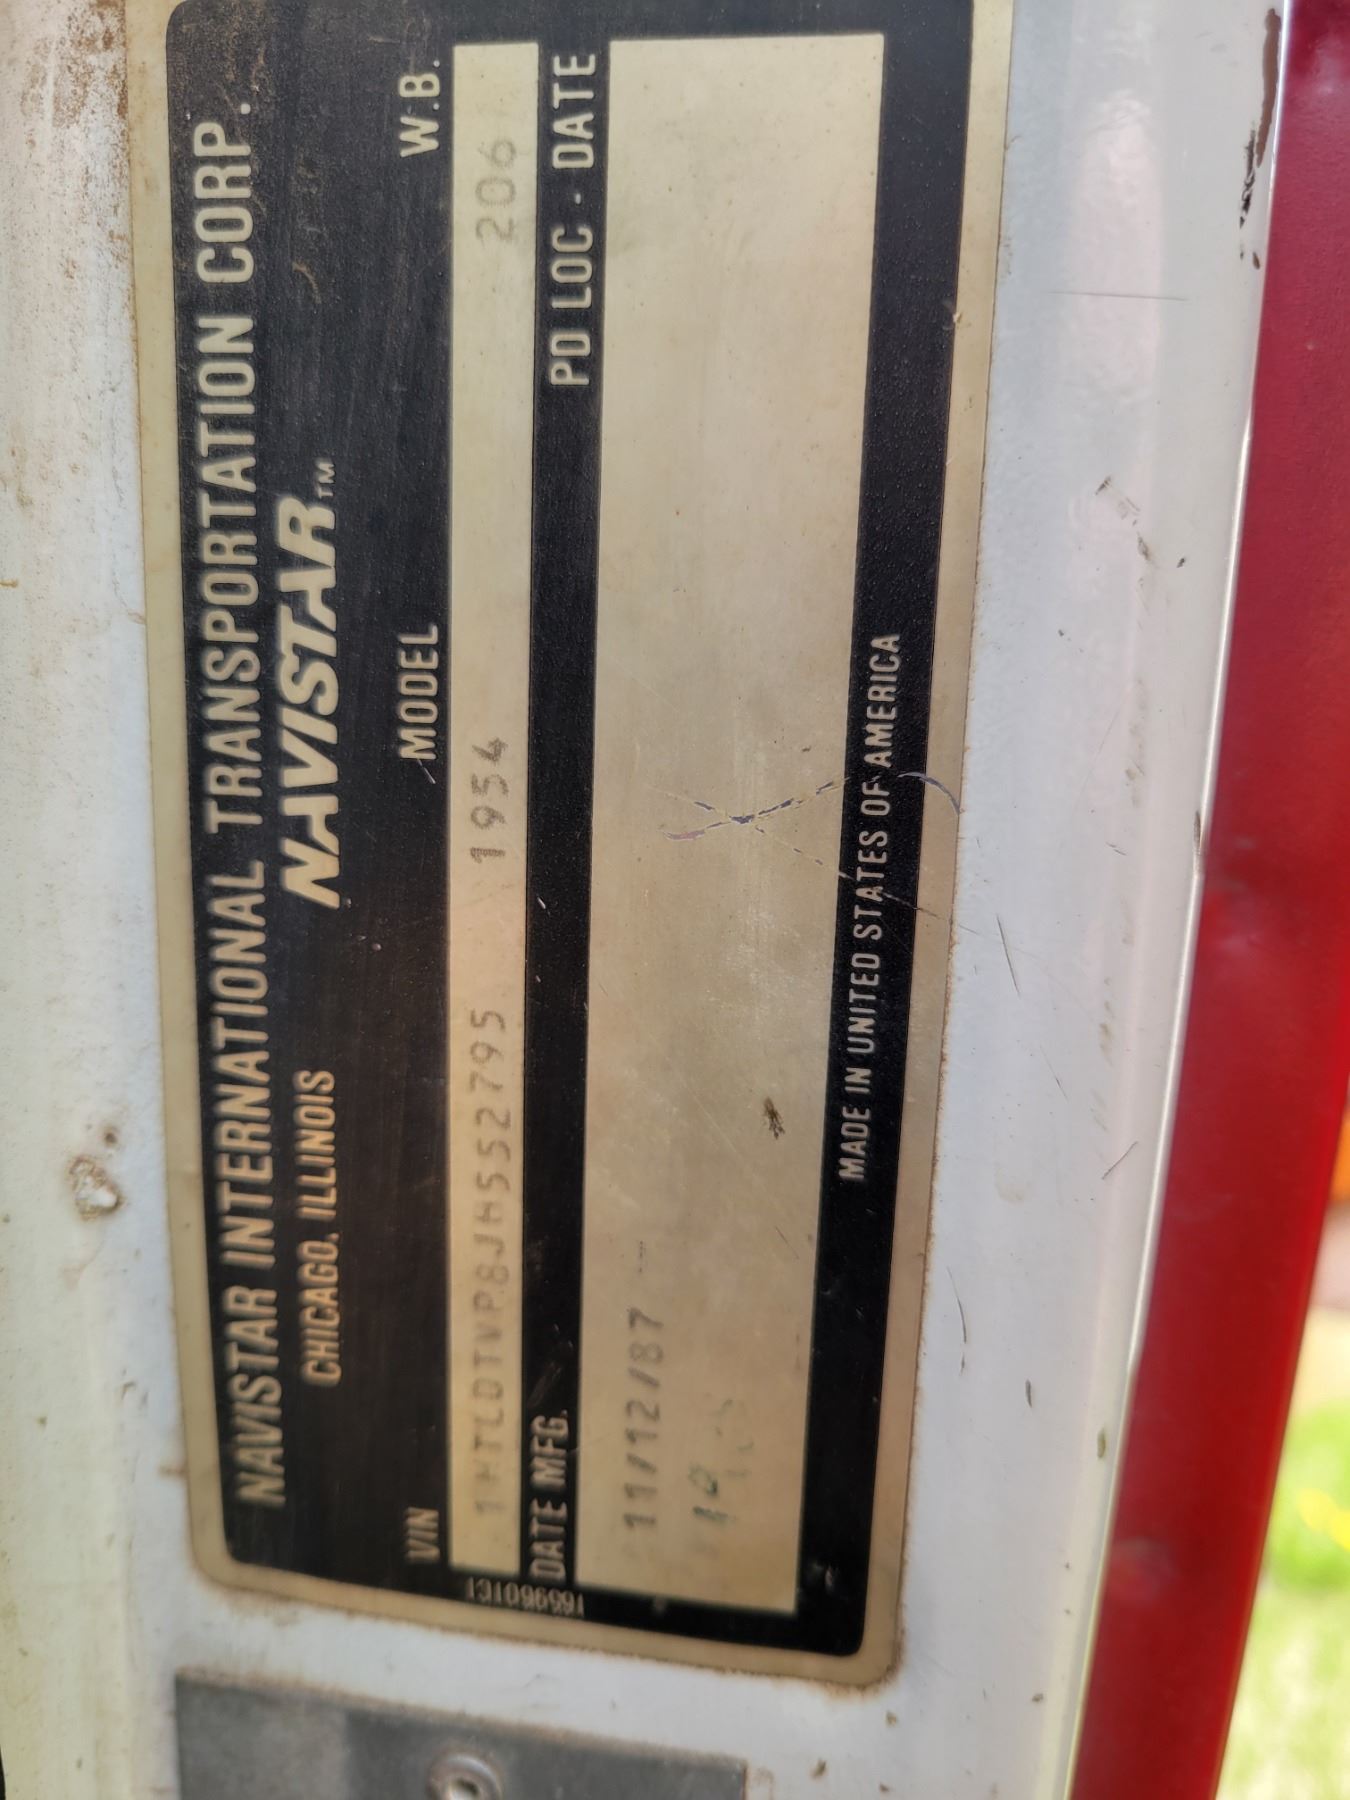 NAVISTAR INTERNATIONAL TRANSPORTATION CORP.
CHICAGO, ILLINOIS NAVISTAR™
VIN MODEL W.B.
1HTLDTVP8JH552795 1954 206
DATE MFG. PD LOC - DATE
11/12/87
MADE IN UNITED STATES OF AMERICA
1659601C1